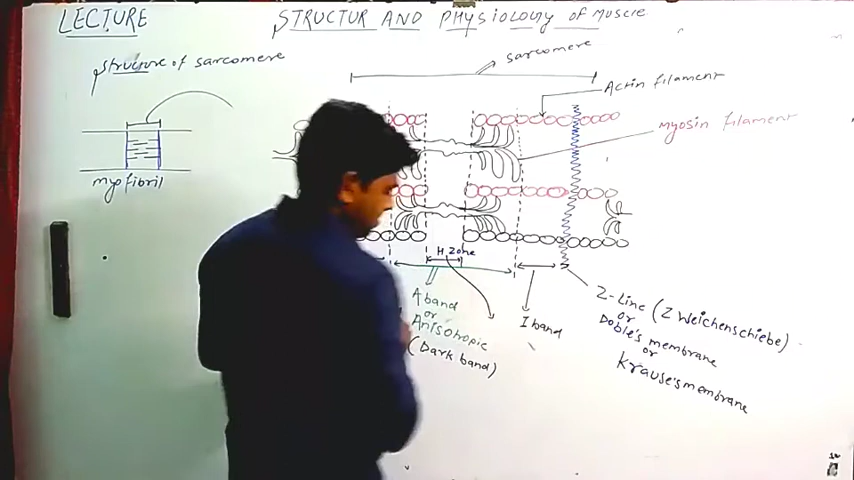 LECTURE
STRUCTUR AND PHYSIOLOUNY of MUSCLE
structure of sarcomere
sarcomere
Actin filament
myosin filament
myofibril
H Zone
A band
or
Anisotropic
(Dark band)
I band
Z-Line (Z Weichenschiebe)
or
Doble's membrane
or
Krause's membrane